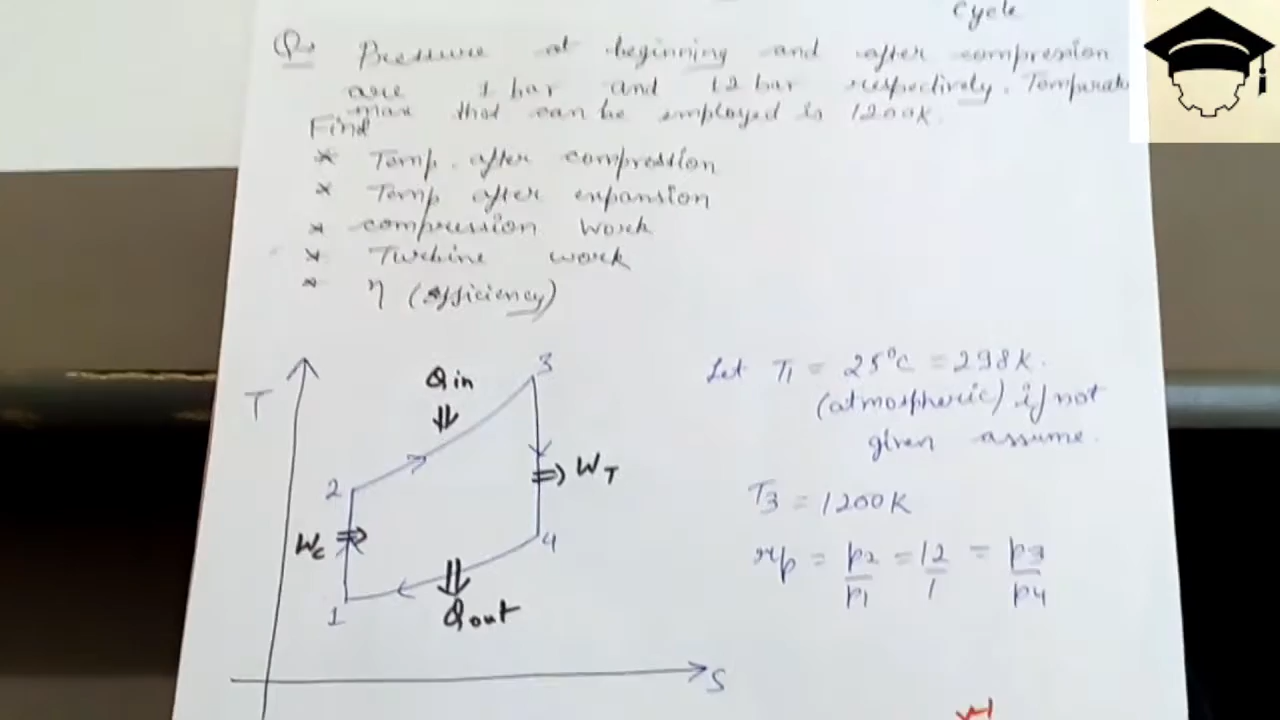 Cycle
Q. Pressure at beginning and after compression
are 1 bar and 12 bar respectively. Temperatu
max that can be employed is 1200K.
Find
* Temp. after compression
* Temp after expansion
* compression work
* Turbine work
* η (efficiency)
T
Qin
3
2
WT
Wc
4
1
Qout
S
Let T1 = 25°C = 298K.
(atmospheric) if not
given assume.
T3 = 1200K
rp = p2/p1 = 12/1 = p3/p4